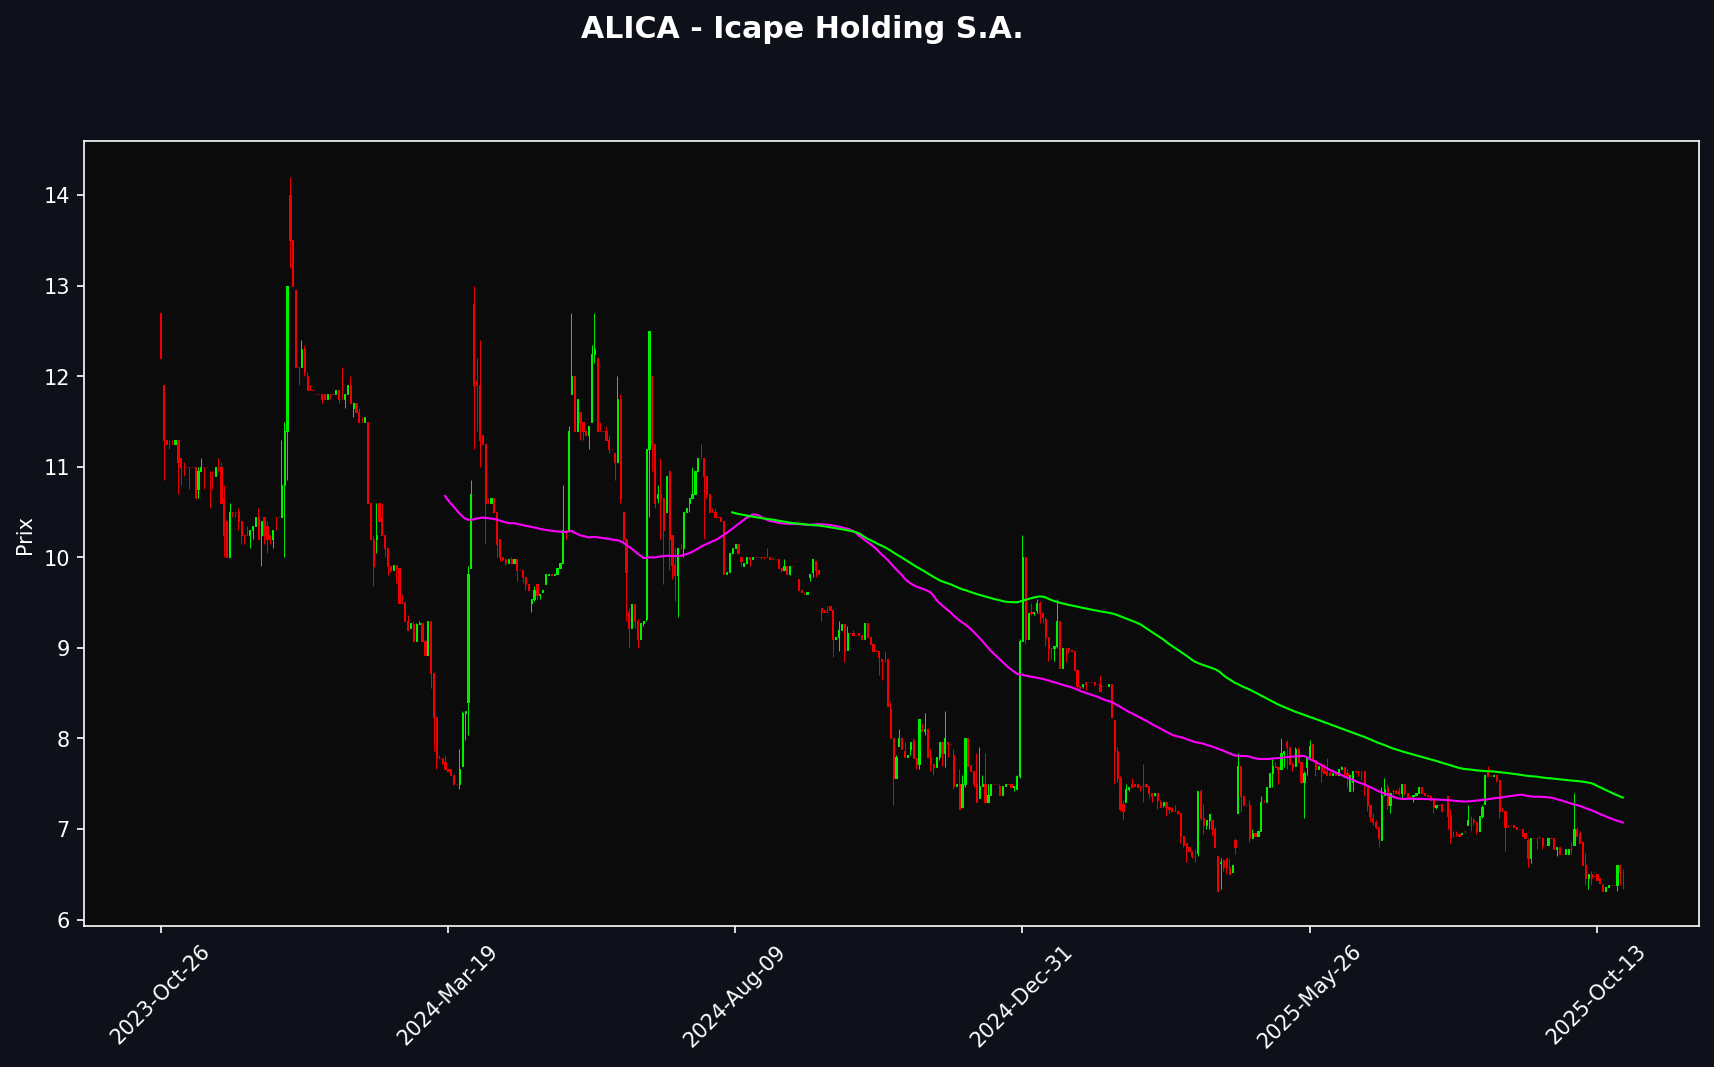 ALICA - Icape Holding S.A.
Prix
14
13
12
11
10
9
8
7
6
2023-Oct-26
2024-Mar-19
2024-Aug-09
2024-Dec-31
2025-May-26
2025-Oct-13